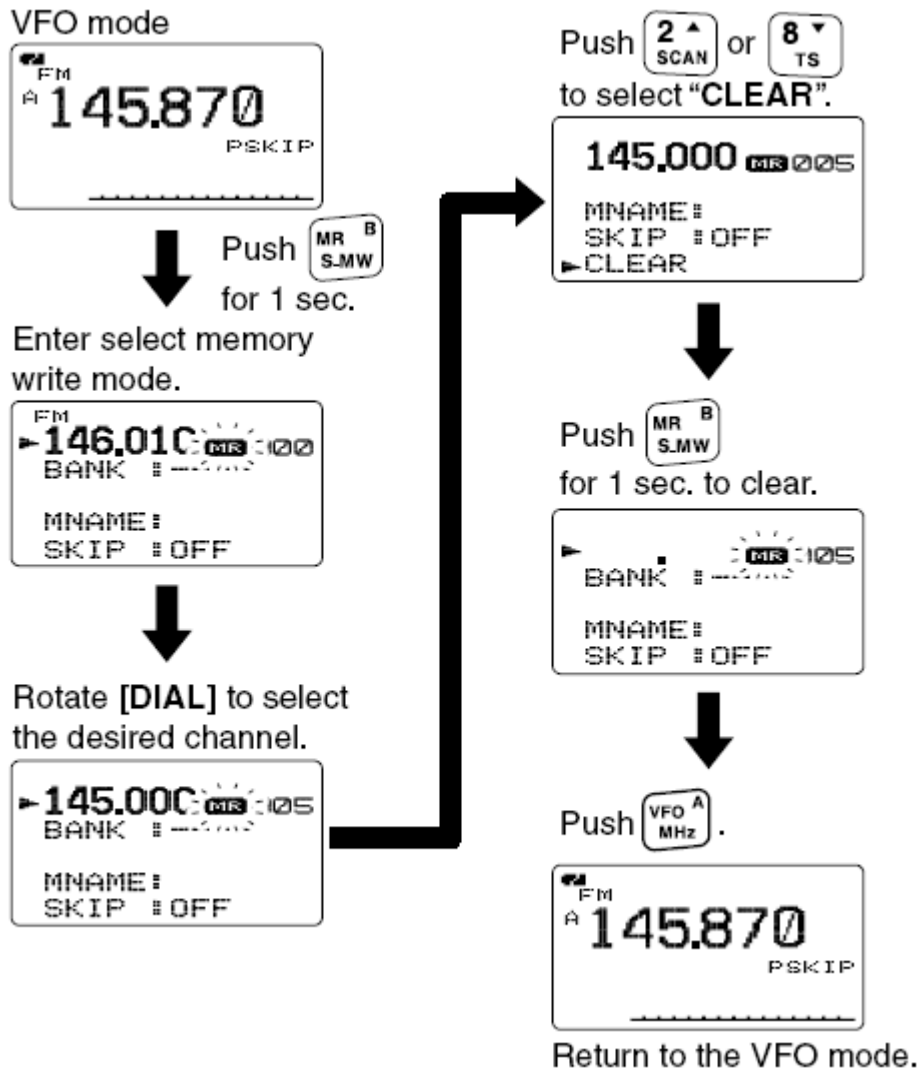 VFO mode
FM
A 145.870
PSKIP
Push MR B S.MW
for 1 sec.
Enter select memory
write mode.
FM
146.010 MR 00
BANK :
MNAME:
SKIP :OFF
Rotate [DIAL] to select
the desired channel.
145.000 MR 05
BANK :
MNAME:
SKIP :OFF
Push 2 SCAN or 8 TS
to select “CLEAR”.
145.000 MR 005
MNAME:
SKIP :OFF
CLEAR
Push MR B S.MW
for 1 sec. to clear.
. MR 05
BANK :
MNAME:
SKIP :OFF
Push VFO A MHz .
FM
A 145.870
PSKIP
Return to the VFO mode.